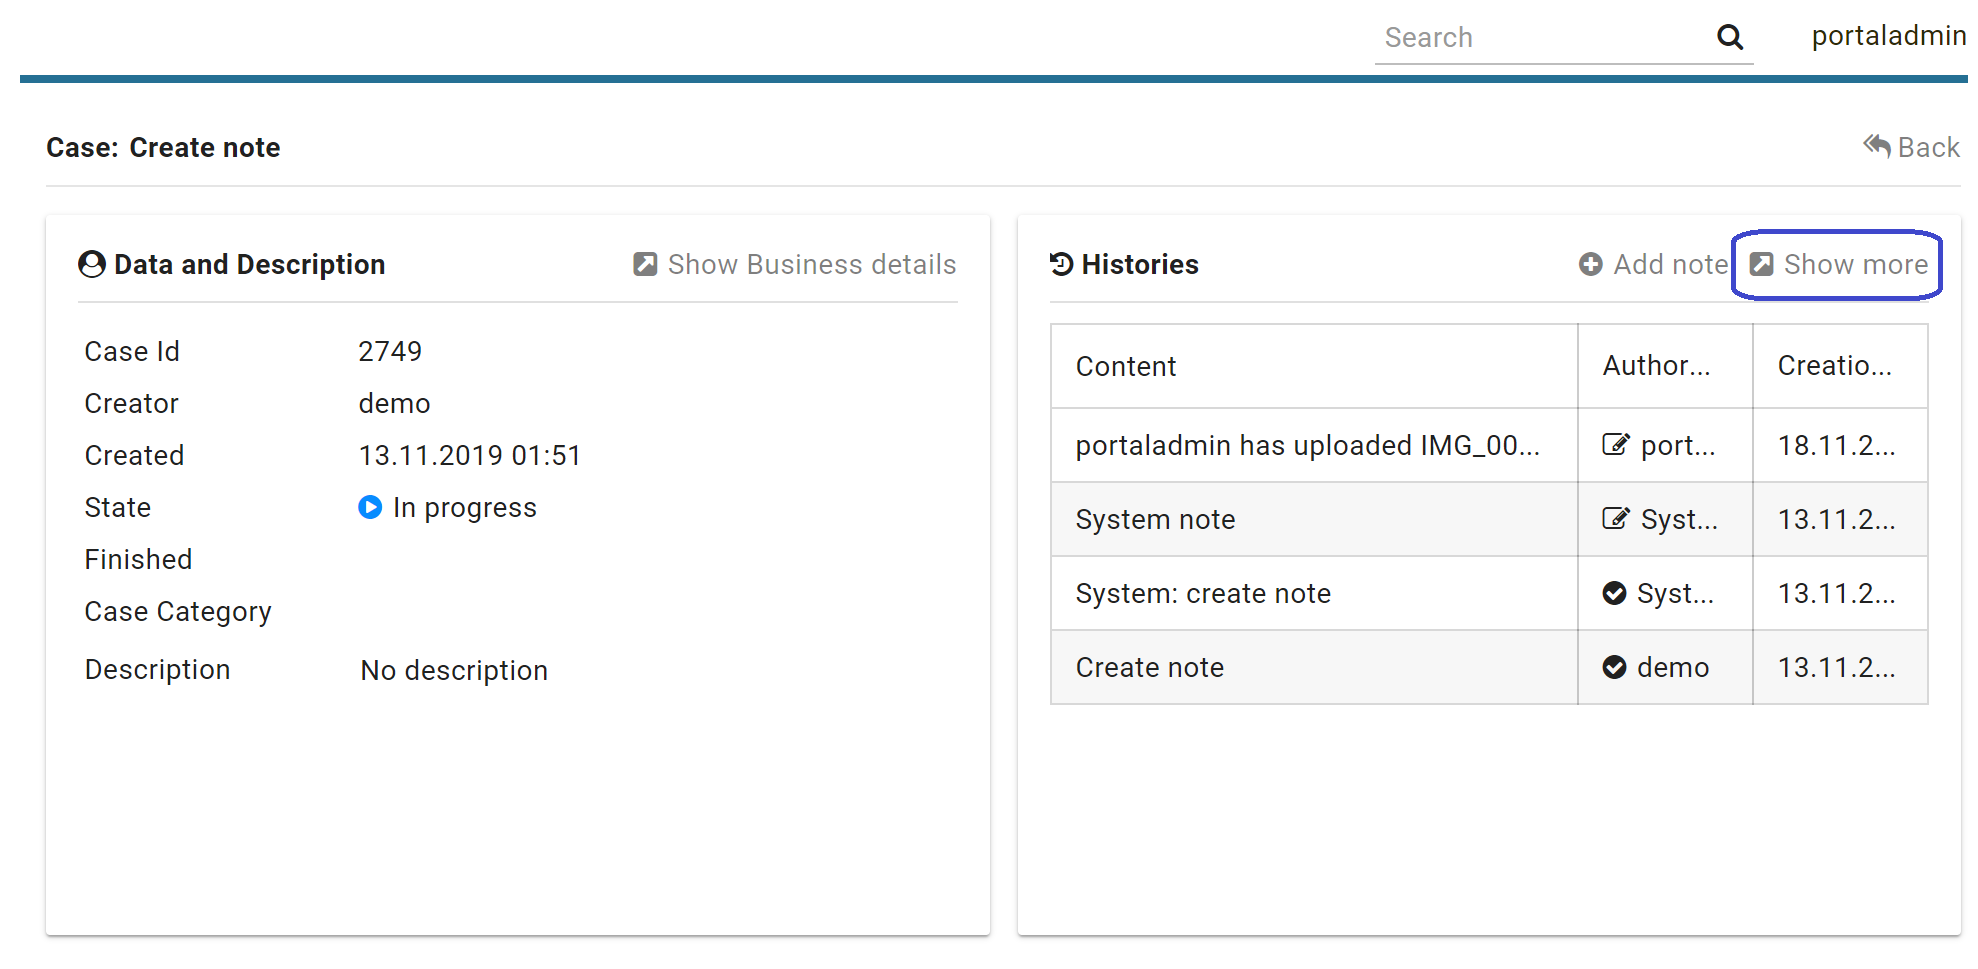 Search
portaladmin
Case: Create note
Back
Data and Description
Show Business details
Case Id 2749
Creator demo
Created 13.11.2019 01:51
State In progress
Finished
Case Category
Description No description
Histories
Add note
Show more
Content Author... Creatio...
portaladmin has uploaded IMG_00... port... 18.11.2...
System note Syst... 13.11.2...
System: create note Syst... 13.11.2...
Create note demo 13.11.2...